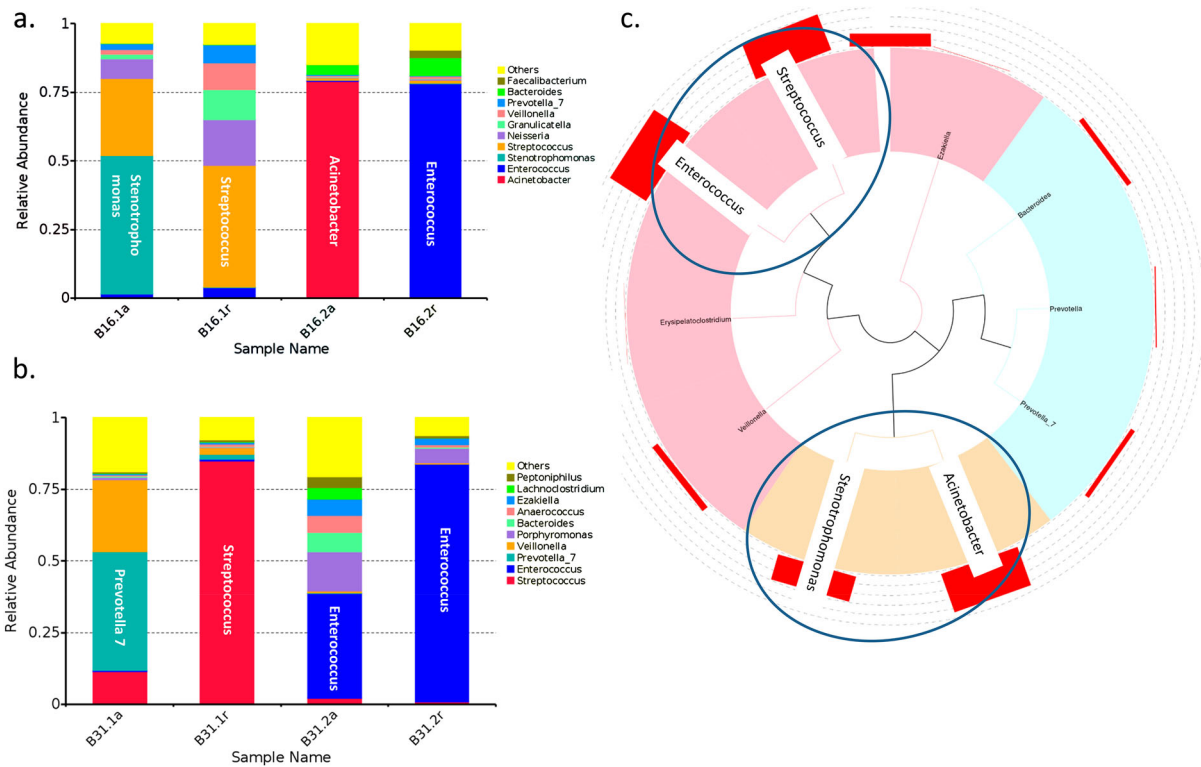 a.
Relative Abundance
1
0.75
0.5
0.25
0
Stenotropho
monas
Streptococcus
Acinetobacter
Enterococcus
B16.1a
B16.1r
B16.2a
B16.2r
Sample Name
Others
Faecalibacterium
Bacteroides
Prevotella_7
Veillonella
Granulicatella
Neisseria
Streptococcus
Stenotrophomonas
Enterococcus
Acinetobacter
b.
Relative Abundance
1
0.75
0.5
0.25
0
Prevotella 7
Streptococcus
Enterococcus
Enterococcus
B31.1a
B31.1r
B31.2a
B31.2r
Sample Name
Others
Peptoniphilus
Lachnoclostridium
Ezakiella
Anaerococcus
Bacteroides
Porphyromonas
Veillonella
Prevotella_7
Enterococcus
Streptococcus
c.
Streptococcus
Enterococcus
Ezakiella
Bacteroides
Prevotella
Prevotella_7
Erysipelatoclostridium
Veillonella
Stenotrophomonas
Acinetobacter